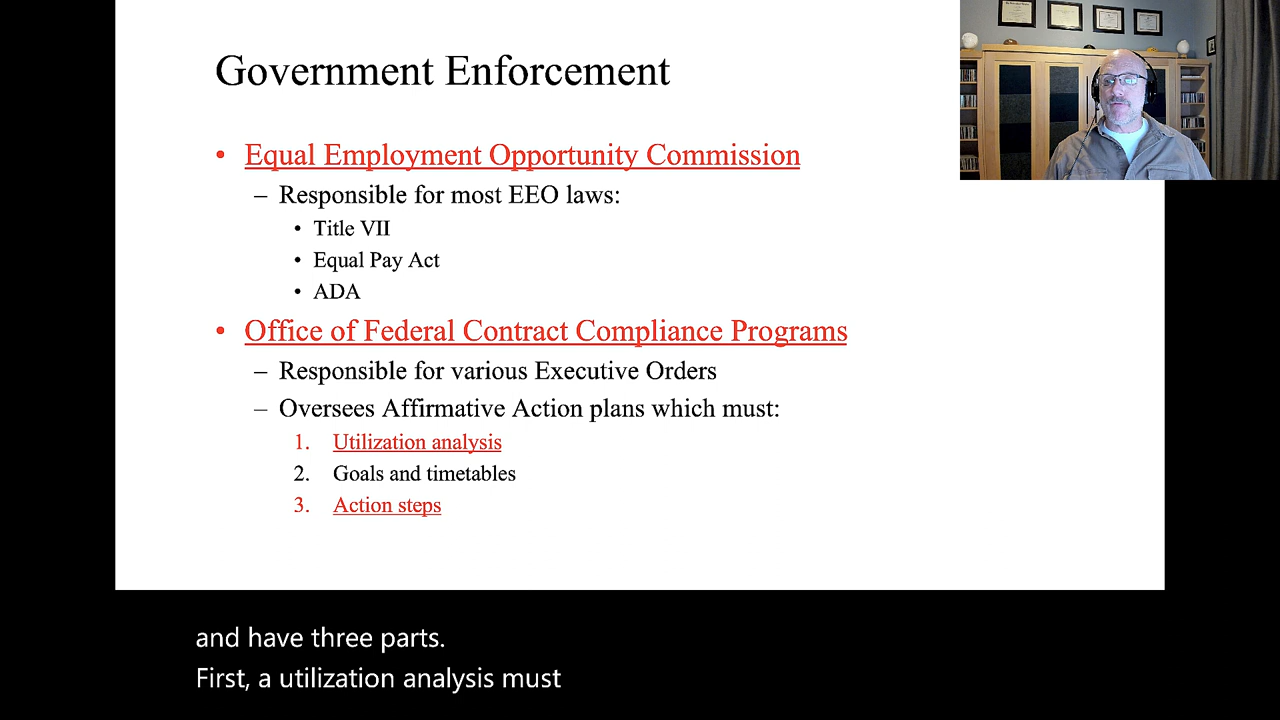 Government Enforcement
• Equal Employment Opportunity Commission
– Responsible for most EEO laws:
• Title VII
• Equal Pay Act
• ADA
• Office of Federal Contract Compliance Programs
– Responsible for various Executive Orders
– Oversees Affirmative Action plans which must:
1. Utilization analysis
2. Goals and timetables
3. Action steps
and have three parts.
First, a utilization analysis must